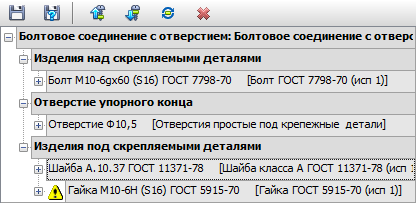 Болтовое соединение с отверстием: Болтовое соединение с отверс
Изделия над скрепляемыми деталями
Болт М10-6gx60 (S16) ГОСТ 7798-70 [Болт ГОСТ 7798-70 (исп 1)]
Отверстие упорного конца
Отверстие Ф10,5 [Отверстия простые под крепежные детали]
Изделия под скрепляемыми деталями
Шайба А.10.37 ГОСТ 11371-78 [Шайба класса А ГОСТ 11371-78 (исп 1
Гайка М10-6Н (S16) ГОСТ 5915-70 [Гайка ГОСТ 5915-70 (исп 1)]